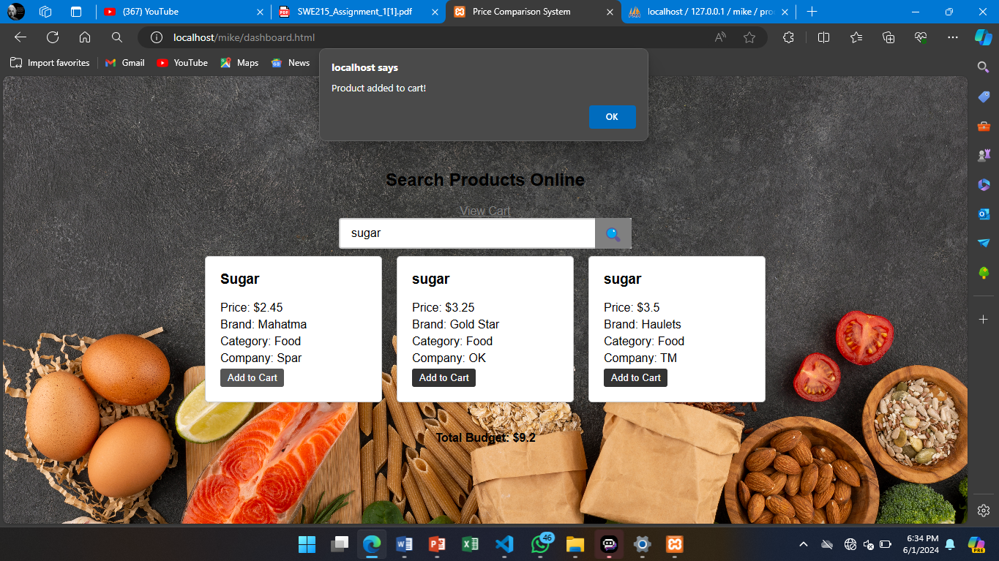 (367) YouTube
SWE215_Assignment_1[1].pdf
Price Comparison System
localhost / 127.0.0.1 / mike / pro
localhost/mike/dashboard.html
Import favorites
Gmail
YouTube
Maps
News
localhost says
Product added to cart!
OK
Search Products Online
View Cart
sugar
Sugar
Price: $2.45
Brand: Mahatma
Category: Food
Company: Spar
Add to Cart
sugar
Price: $3.25
Brand: Gold Star
Category: Food
Company: OK
Add to Cart
sugar
Price: $3.5
Brand: Haulets
Category: Food
Company: TM
Add to Cart
Total Budget: $9.2
46
6:34 PM
6/1/2024
PRE